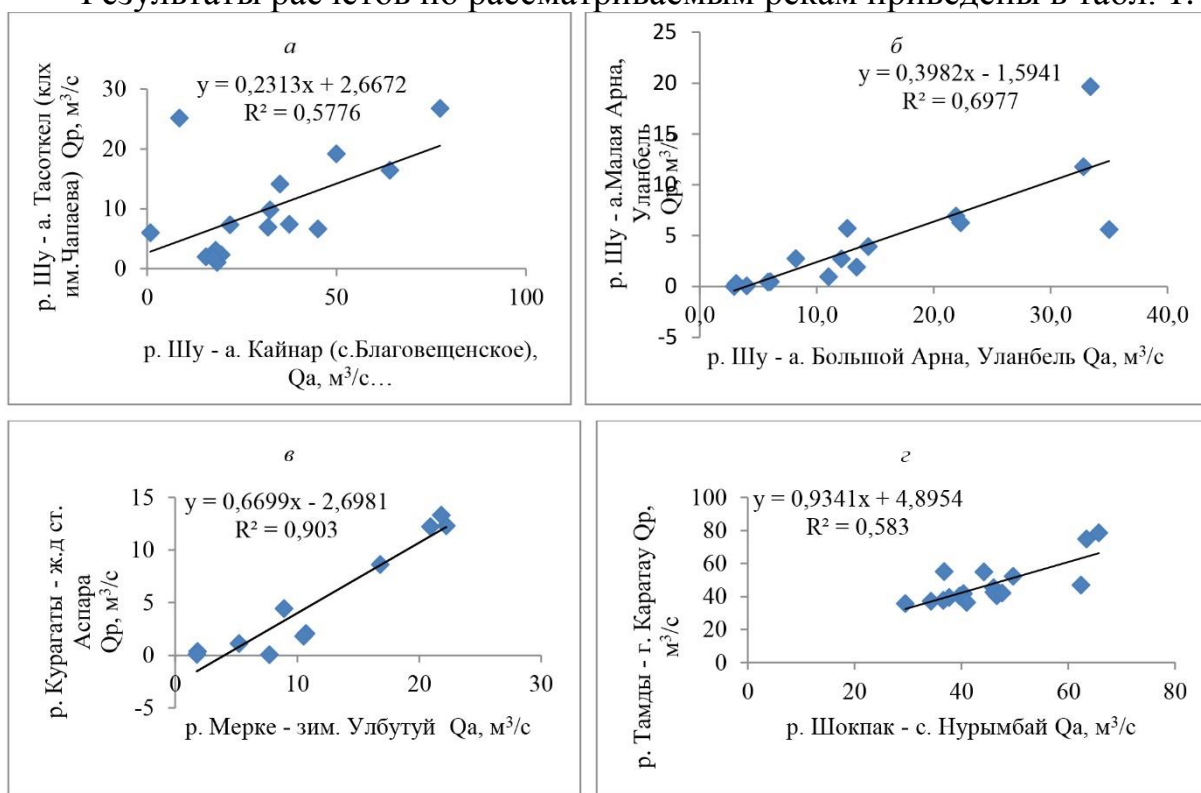 Результаты расчетов по рассматриваемым рекам приведены в табл. 1.
а
y = 0,2313x + 2,6672
R² = 0,5776
р. Шу - а. Тасоткел (клх
им.Чапаева) Qр, м³/с
30
20
10
0
0
50
100
р. Шу - а. Кайнар (с.Благовещенское),
Qа, м³/с…
б
y = 0,3982x - 1,5941
R² = 0,6977
р. Шу - а.Малая Арна,
Уланбель
Qр, м³/с
25
20
15
10
5
0
-5
0,0
10,0
20,0
30,0
40,0
р. Шу - а. Большой Арна, Уланбель Qа, м³/с
в
y = 0,6699x - 2,6981
R² = 0,903
р. Курагаты - ж.д ст.
Аспара
Qр, м³/с
15
10
5
0
-5
0
10
20
30
р. Мерке - зим. Улбутуй Qа, м³/с
г
y = 0,9341x + 4,8954
R² = 0,583
р. Тамды - г. Каратау Qр,
м³/с
100
80
60
40
20
0
0
20
40
60
80
р. Шокпак - с. Нурымбай Qа, м³/с